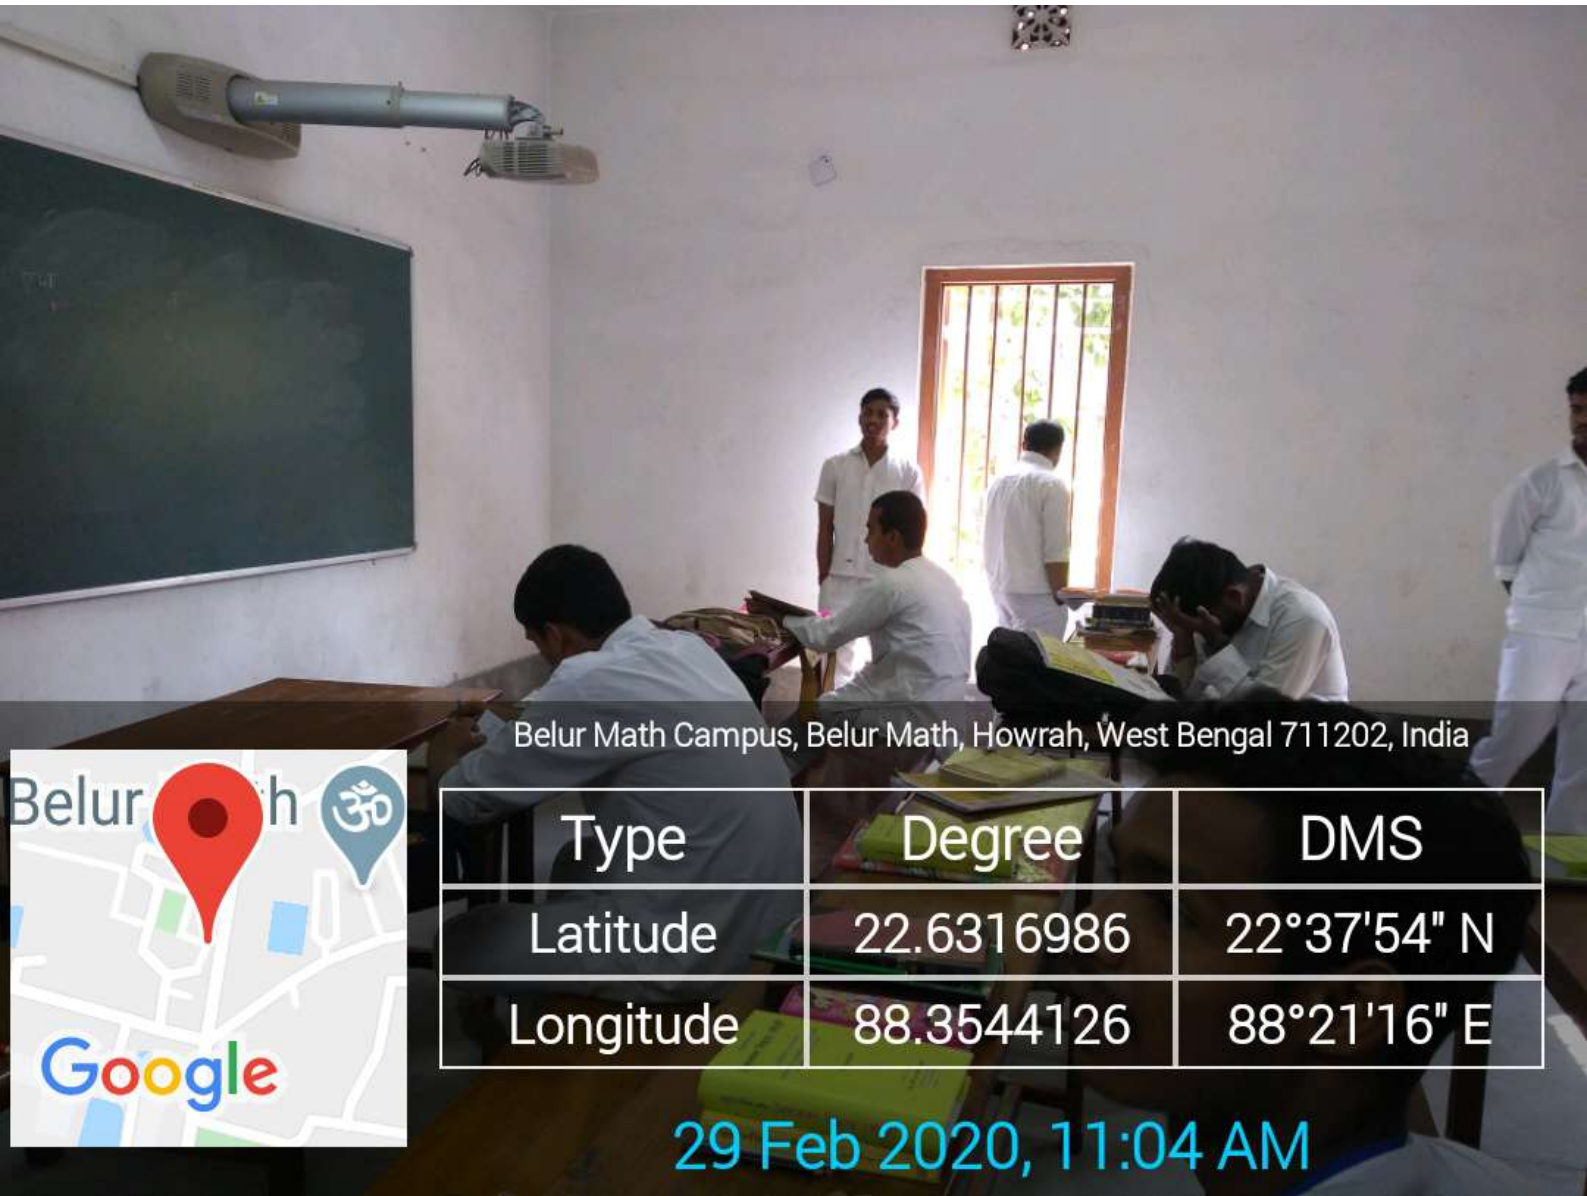 Belur Math Campus, Belur Math, Howrah, West Bengal 711202, India
Belur h
ॐ
Google
Type Degree DMS
Latitude 22.6316986 22°37'54" N
Longitude 88.3544126 88°21'16" E
29 Feb 2020, 11:04 AM